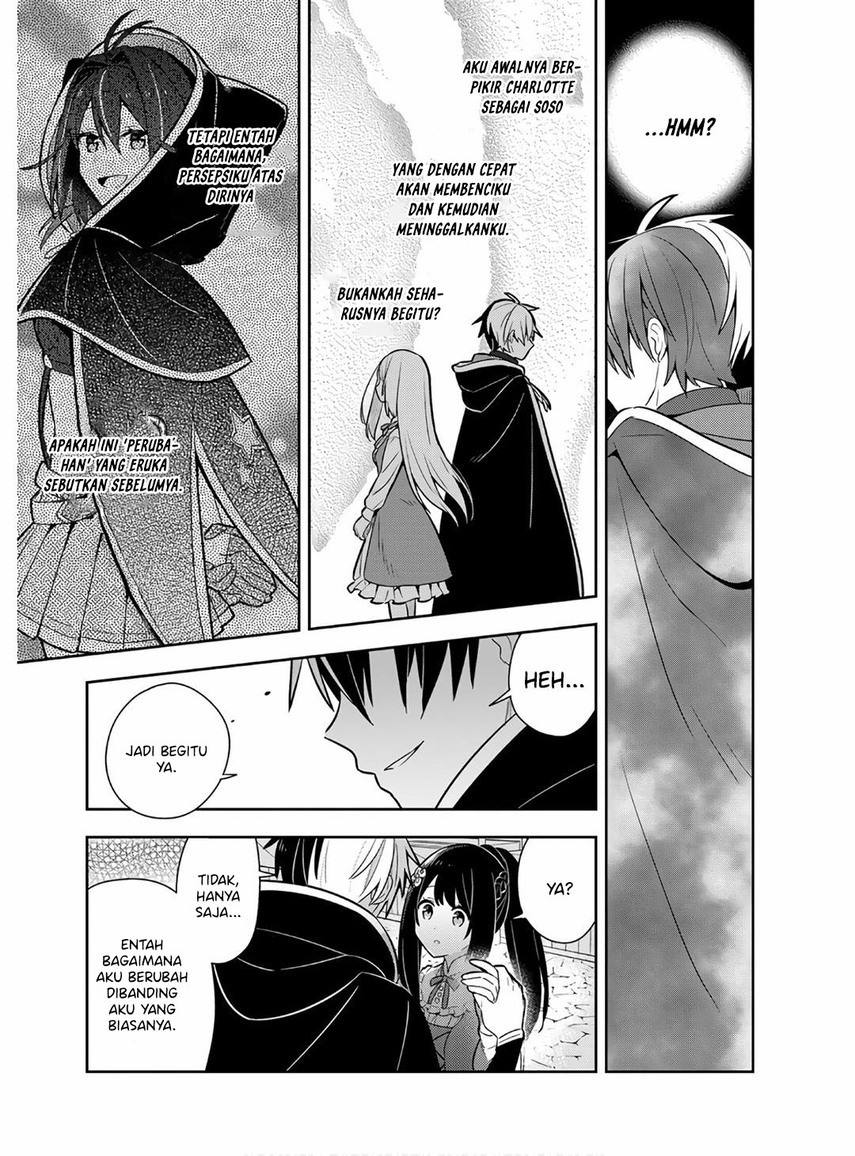 ...HMM?
AKU AWALNYA BER-
PIKIR CHARLOTTE
SEBAGAI SOSO
YANG DENGAN CEPAT
AKAN MEMBENCIKU
DAN KEMUDIAN
MENINGGALKANKU.
BUKANKAH SEHA-
RUSNYA BEGITU?
TETAPI ENTAH
BAGAIMANA,
PERSEPSIKU ATAS
DIRINYA
APAKAH INI 'PERUBA-
HAN' YANG ERUKA
SEBUTKAN SEBELUMYA.
HEH...
JADI BEGITU
YA.
YA?
TIDAK,
HANYA
SAJA...
ENTAH
BAGAIMANA
AKU BERUBAH
DIBANDING
AKU YANG
BIASANYA.